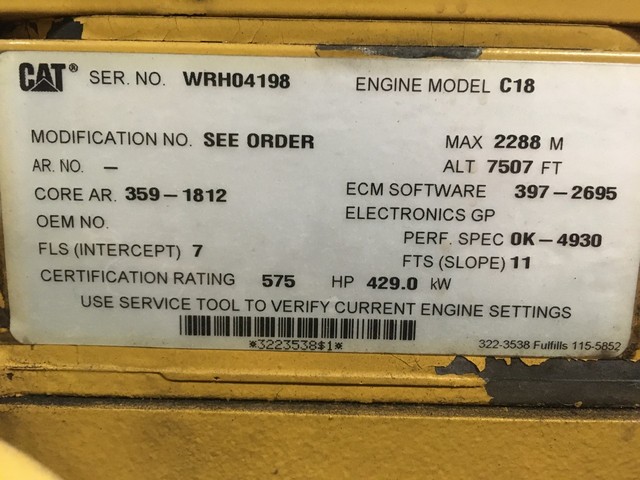 CAT® SER. NO. WRH04198 ENGINE MODEL C18
MODIFICATION NO. SEE ORDER MAX 2288 M
AR. NO. — ALT 7507 FT
CORE AR. 359-1812 ECM SOFTWARE 397-2695
OEM NO. ELECTRONICS GP
PERF. SPEC 0K-4930
FLS (INTERCEPT) 7 FTS (SLOPE) 11
CERTIFICATION RATING 575 HP 429.0 kW
USE SERVICE TOOL TO VERIFY CURRENT ENGINE SETTINGS
*3223538$1* 322-3538 Fulfills 115-5852